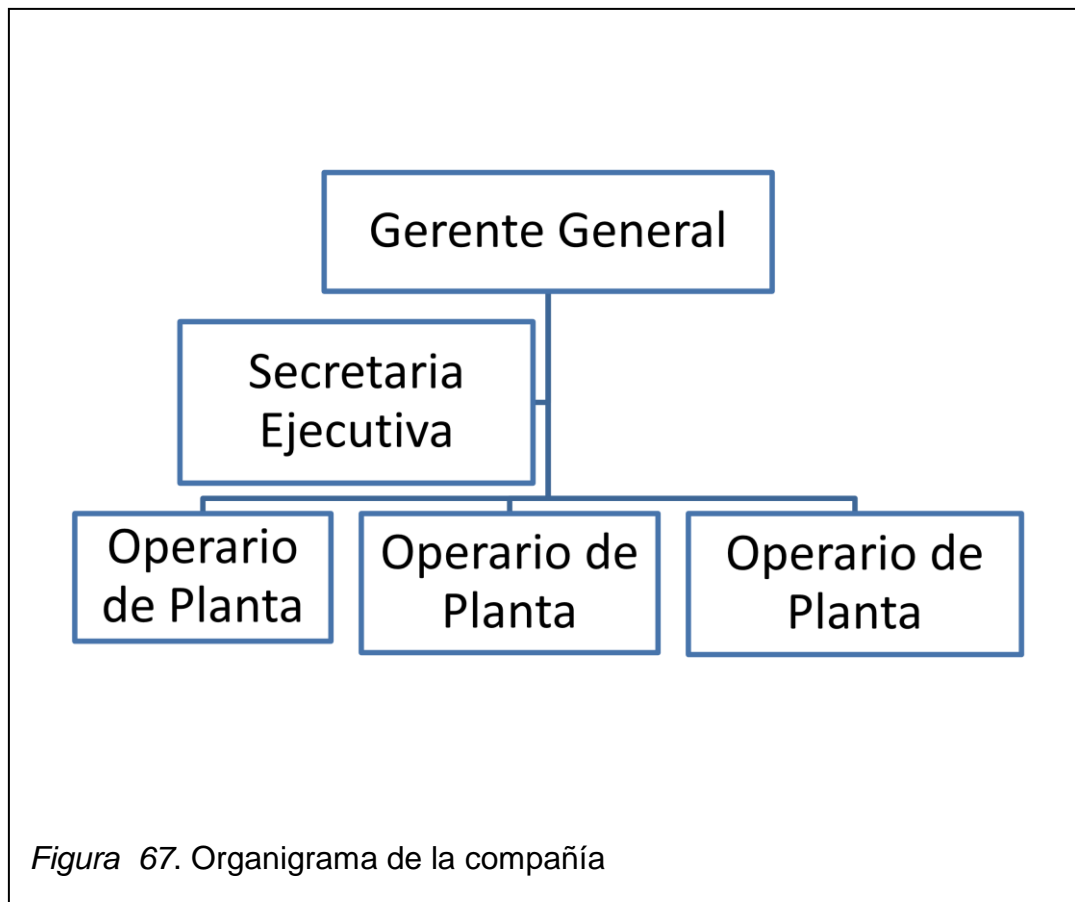 Gerente General
Secretaria
Ejecutiva
Operario
de Planta
Operario de
Planta
Operario de
Planta
Figura 67. Organigrama de la compañía